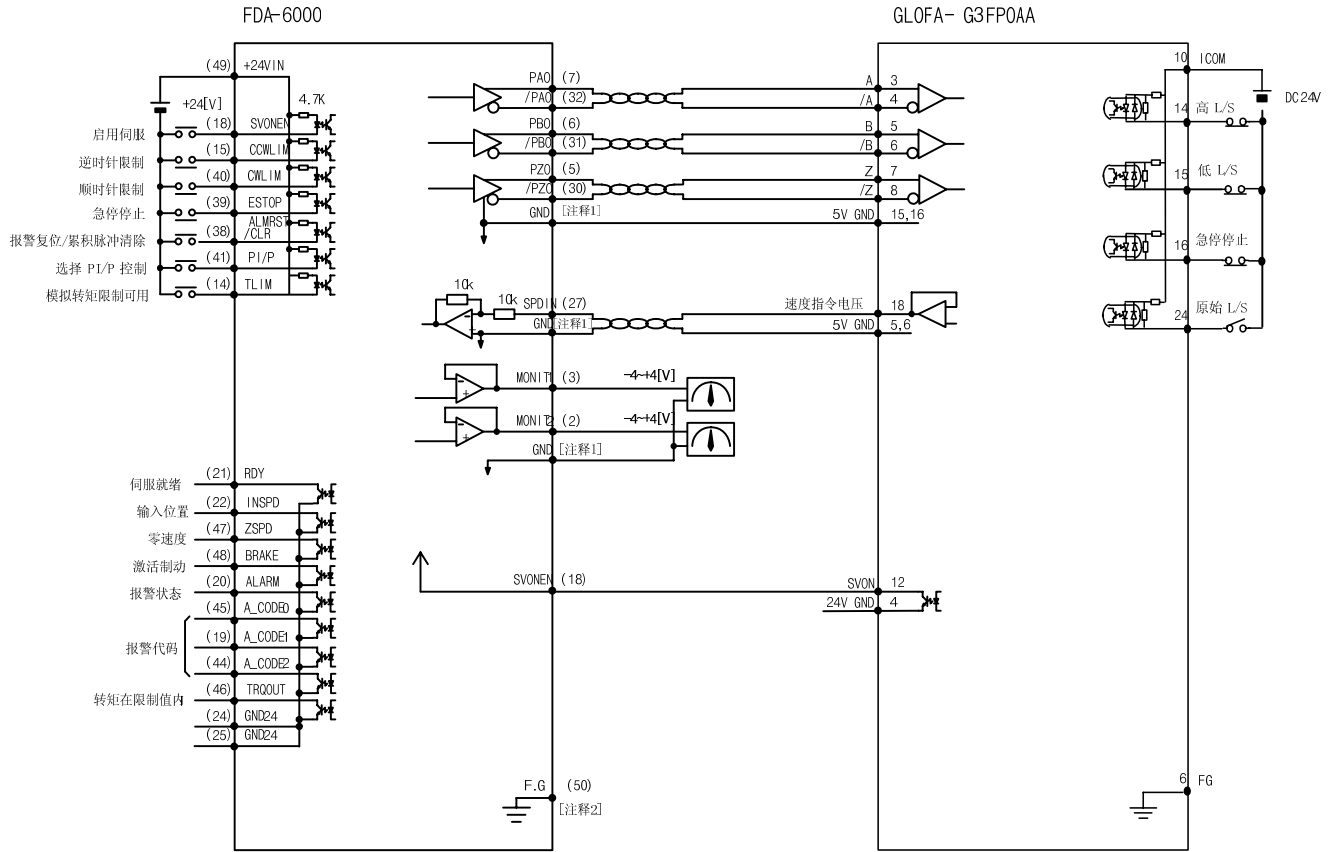 FDA-6000
GLOFA- G3FPOAA
(49) +24VIN
+24[V]
4.7K
启用伺服 (18) SVONEN
逆时针限制 (15) CCWLIM
顺时针限制 (40) CWLIM
急停停止 (39) ESTOP
报警复位/累积脉冲清除 (38) ALMRST
/CLR
选择 PI/P 控制 (41) PI/P
模拟转矩限制可用 (14) TLIM
PAO (7)
/PAO (32)
PBO (6)
/PBO (31)
PZO (5)
/PZO (30)
GND [注释1]
A 3
/A 4
B 5
/B 6
Z 7
/Z 8
5V GND 15,16
10 ICOM
DC24V
14 高 L/S
15 低 L/S
16 急停停止
24 原始 L/S
10k
10k SPDIN (27)
GND[注释1]
速度指令电压 18
5V GND 5,6
MONIT1 (3) -4~+4[V]
MONIT2 (2) -4~+4[V]
GND [注释1]
伺服就绪 (21) RDY
输入位置 (22) INSPD
零速度 (47) ZSPD
激活制动 (48) BRAKE
报警状态 (20) ALARM
报警代码
(45) A_CODE0
(19) A_CODE1
(44) A_CODE2
转矩在限制值内 (46) TRQOUT
(24) GND24
(25) GND24
SVONEN (18)
SVON 12
24V GND 4
F.G (50)
[注释2]
6 FG